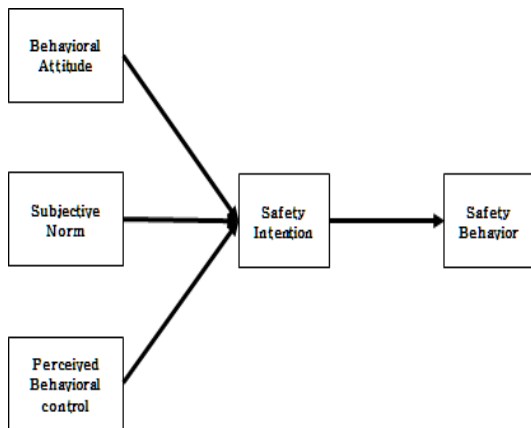 Behavioral
Attitude
Subjective
Norm
Safety
Intention
Safety
Behavior
Perceived
Behavioral
control